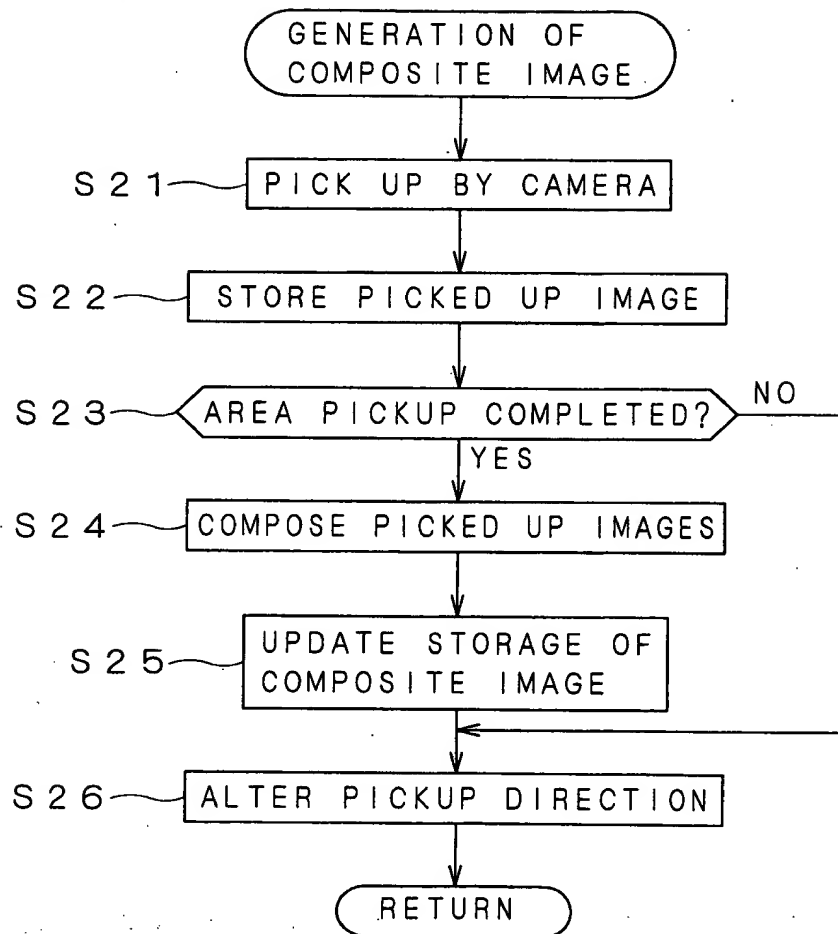 GENERATION OF
COMPOSITE IMAGE
S21
PICK UP BY CAMERA
S22
STORE PICKED UP IMAGE
S23
AREA PICKUP COMPLETED?
NO
YES
S24
COMPOSE PICKED UP IMAGES
S25
UPDATE STORAGE OF
COMPOSITE IMAGE
S26
ALTER PICKUP DIRECTION
RETURN